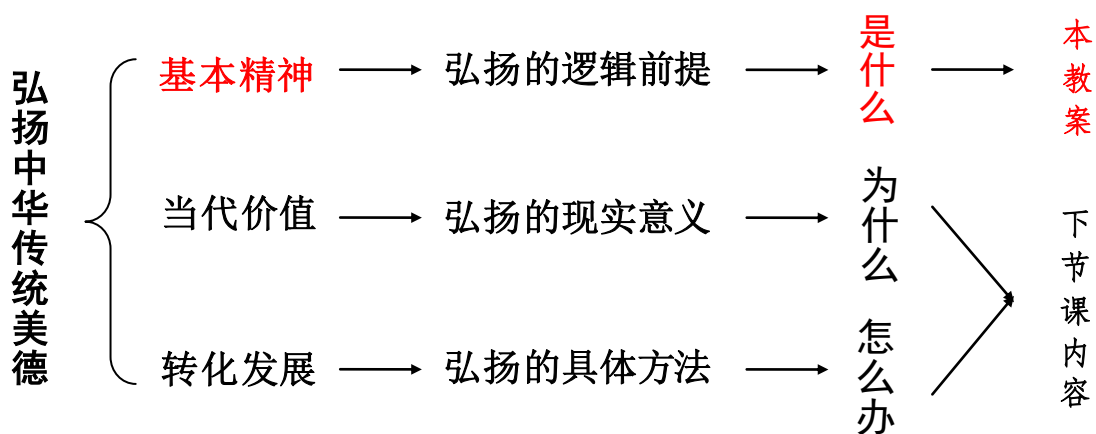 弘扬中华传统美德
基本精神
弘扬的逻辑前提
是什么
本教案
当代价值
弘扬的现实意义
为什么
下节课内容
转化发展
弘扬的具体方法
怎么办